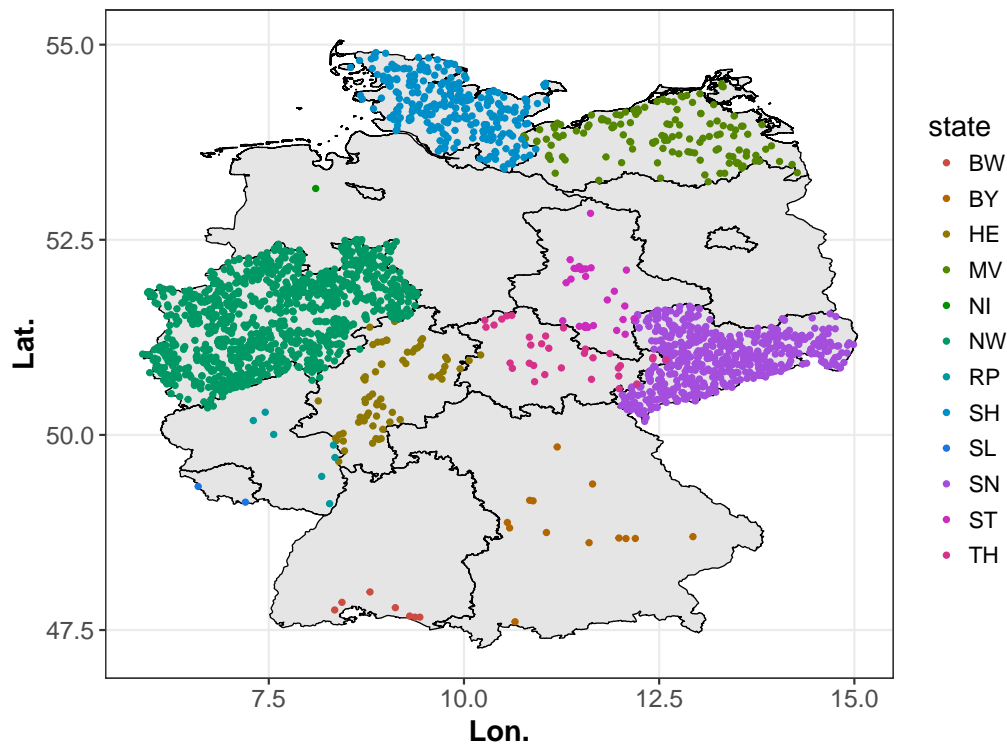 55.0
52.5
50.0
47.5
Lat.
7.5 10.0 12.5 15.0
Lon.
state
BW
BY
HE
MV
NI
NW
RP
SH
SL
SN
ST
TH